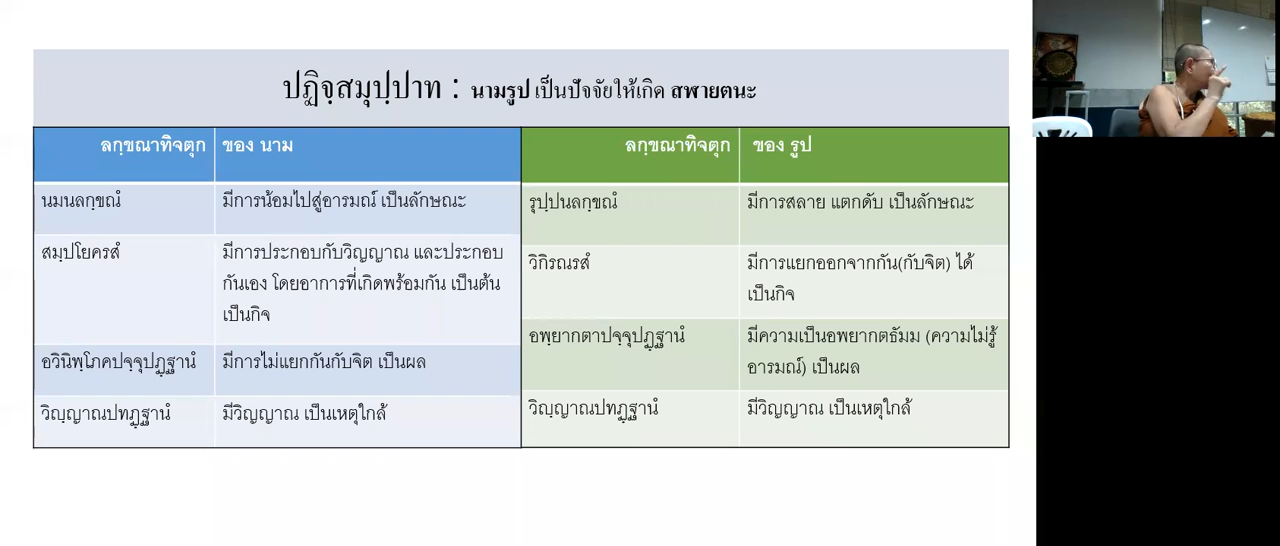 ปฏิจฺสมุปฺปาท : นามรูป เป็นปัจจัยให้เกิด สฬายตนะ
ลกฺขณาทิจตุก ของ นาม
นมนลกฺขณํ มีการน้อมไปสู่อารมณ์ เป็นลักษณะ
สมฺปโยครสํ มีการประกอบกับวิญญาณ และประกอบ
กันเอง โดยอาการที่เกิดพร้อมกัน เป็นต้น
เป็นกิจ
อวินิพฺโภคปจฺจุปฏฺฐานํ มีการไม่แยกกันกับจิต เป็นผล
วิญฺญาณปทฏฺฐานํ มีวิญญาณ เป็นเหตุใกล้
ลกฺขณาทิจตุก ของ รูป
รุปฺปนลกฺขณํ มีการสลาย แตกดับ เป็นลักษณะ
วิกิรณรสํ มีการแยกออกจากกัน(กับจิต) ได้
เป็นกิจ
อพฺยากตาปจฺจุปฏฺฐานํ มีความเป็นอพยากตธัมม (ความไม่รู้
อารมณ์) เป็นผล
วิญฺญาณปทฏฺฐานํ มีวิญญาณ เป็นเหตุใกล้